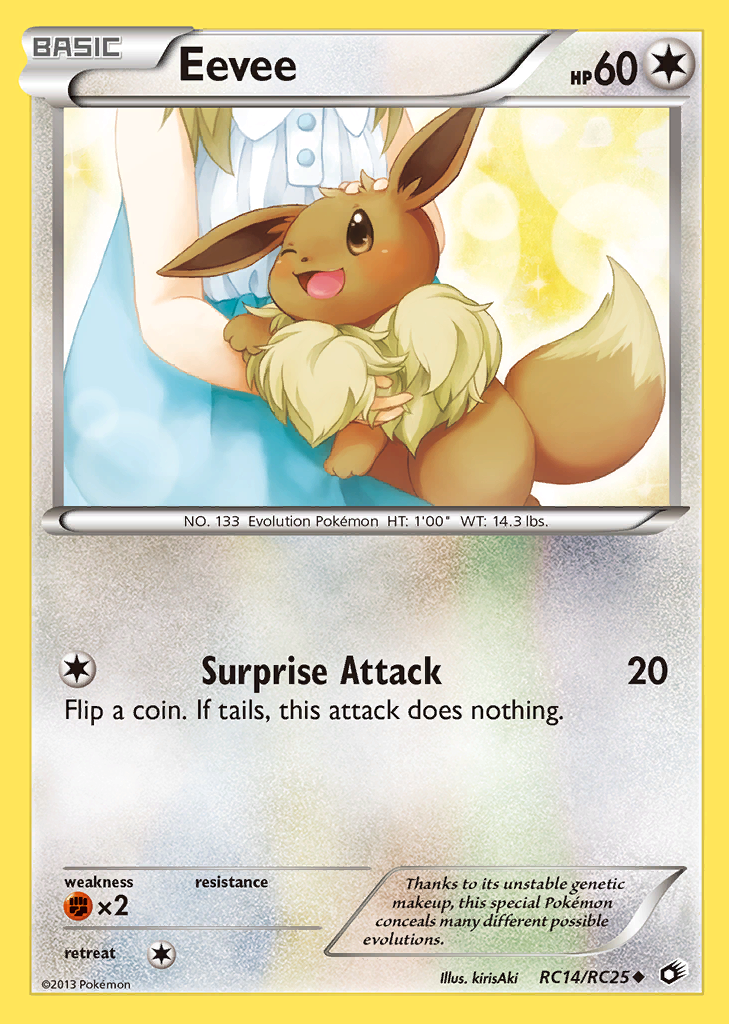 BASIC
Eevee
HP60
NO. 133 Evolution Pokémon HT: 1'00" WT: 14.3 lbs.
Surprise Attack 20
Flip a coin. If tails, this attack does nothing.
weakness resistance
×2
Thanks to its unstable genetic
makeup, this special Pokémon
conceals many different possible
evolutions.
retreat
©2013 Pokémon
Illus. kirisAki RC14/RC25